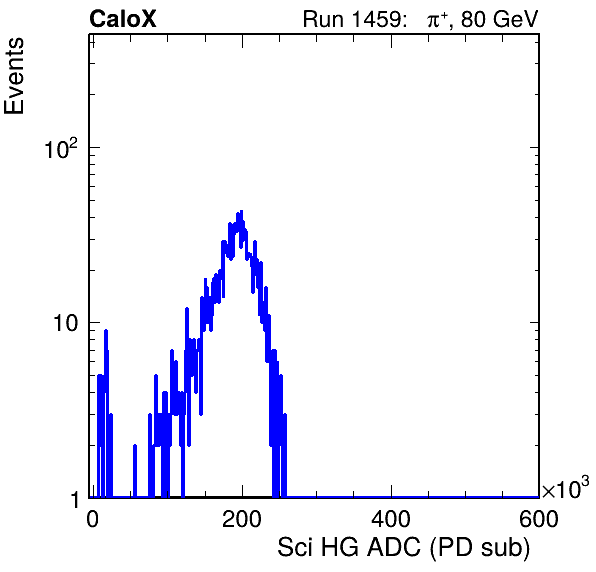 CaloX Run 1459: π⁺, 80 GeV
Events
10²
10
1
0 200 400 600
×10³
Sci HG ADC (PD sub)